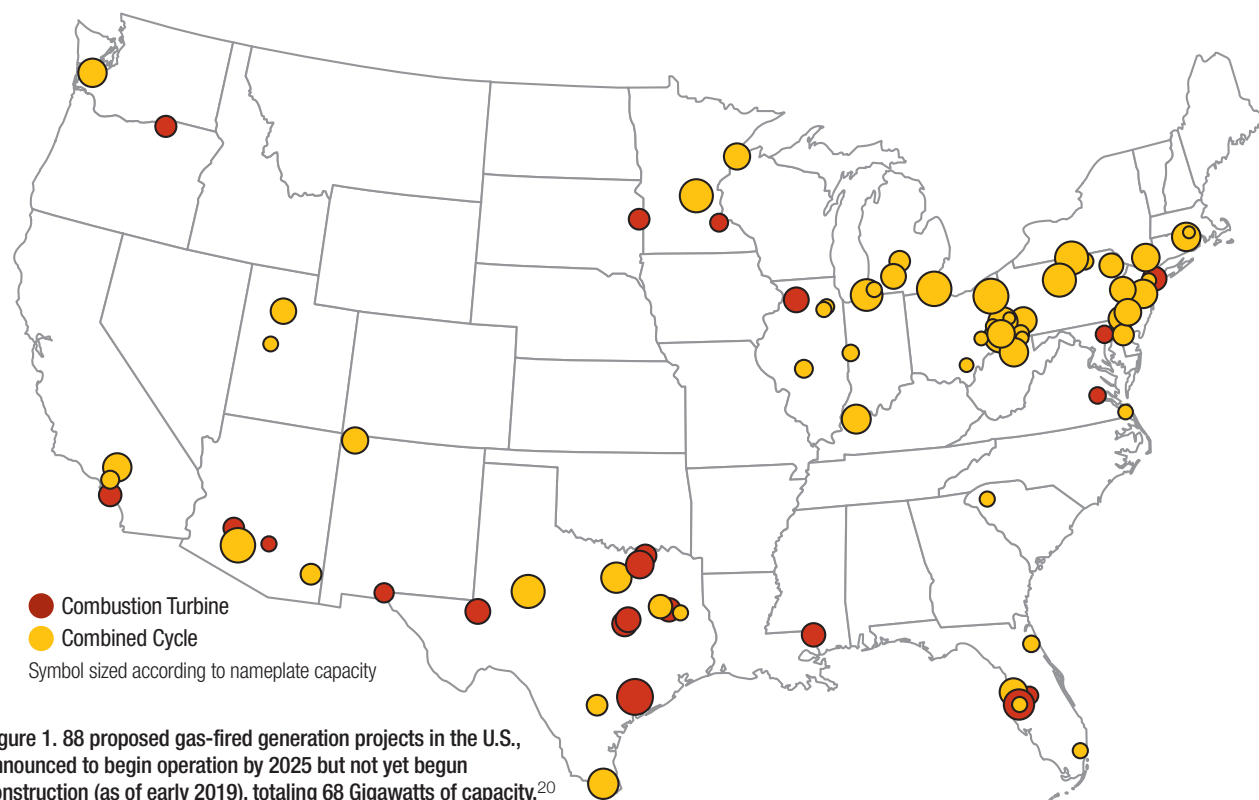 Combustion Turbine
Combined Cycle
Symbol sized according to nameplate capacity
gure 1. 88 proposed gas-fired generation projects in the U.S.,
nnounced to begin operation by 2025 but not yet begun
onstruction (as of early 2019), totaling 68 Gigawatts of capacity.20